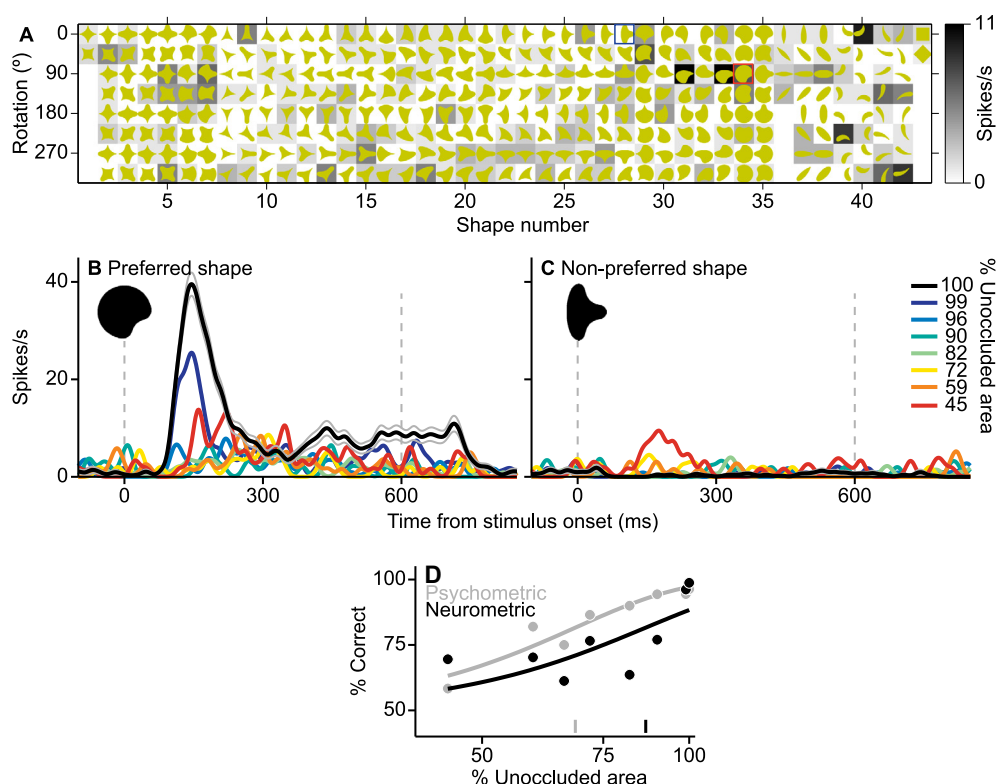 A
Rotation (º)
0
90
180
270
5
10
15
20
25
30
35
40
Shape number
11
0
Spikes/s
B Preferred shape
Spikes/s
40
20
0
0
300
600
C Non-preferred shape
0
300
600
Time from stimulus onset (ms)
% Unoccluded area
100
99
96
90
82
72
59
45
D
Psychometric
Neurometric
% Correct
100
75
50
50
75
100
% Unoccluded area